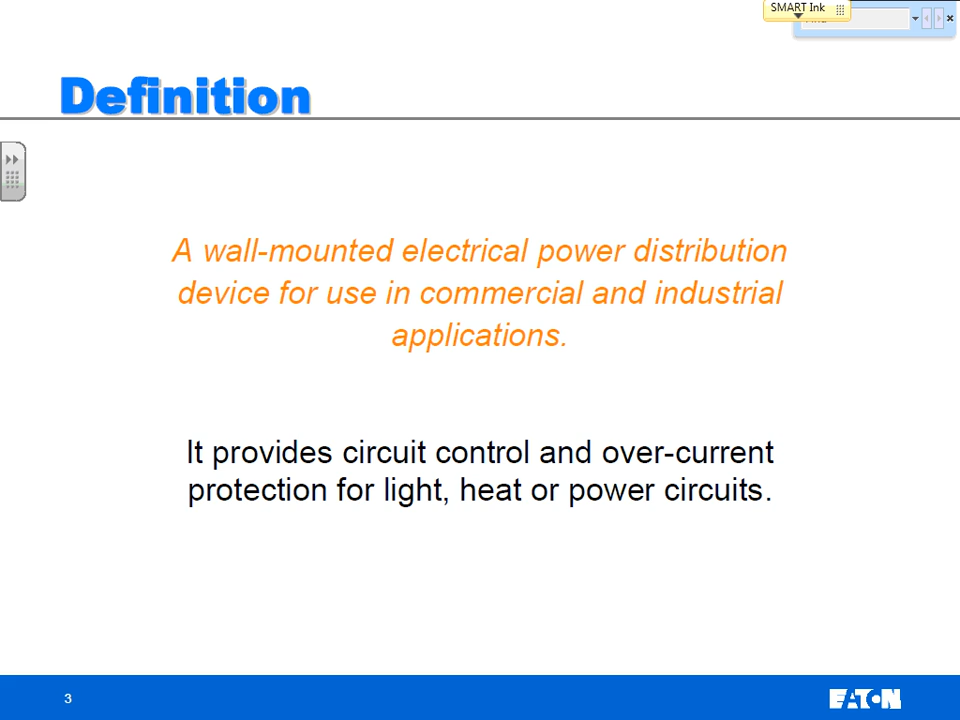 SMART Ink
Definition
A wall-mounted electrical power distribution
device for use in commercial and industrial
applications.
It provides circuit control and over-current
protection for light, heat or power circuits.
3
EATON